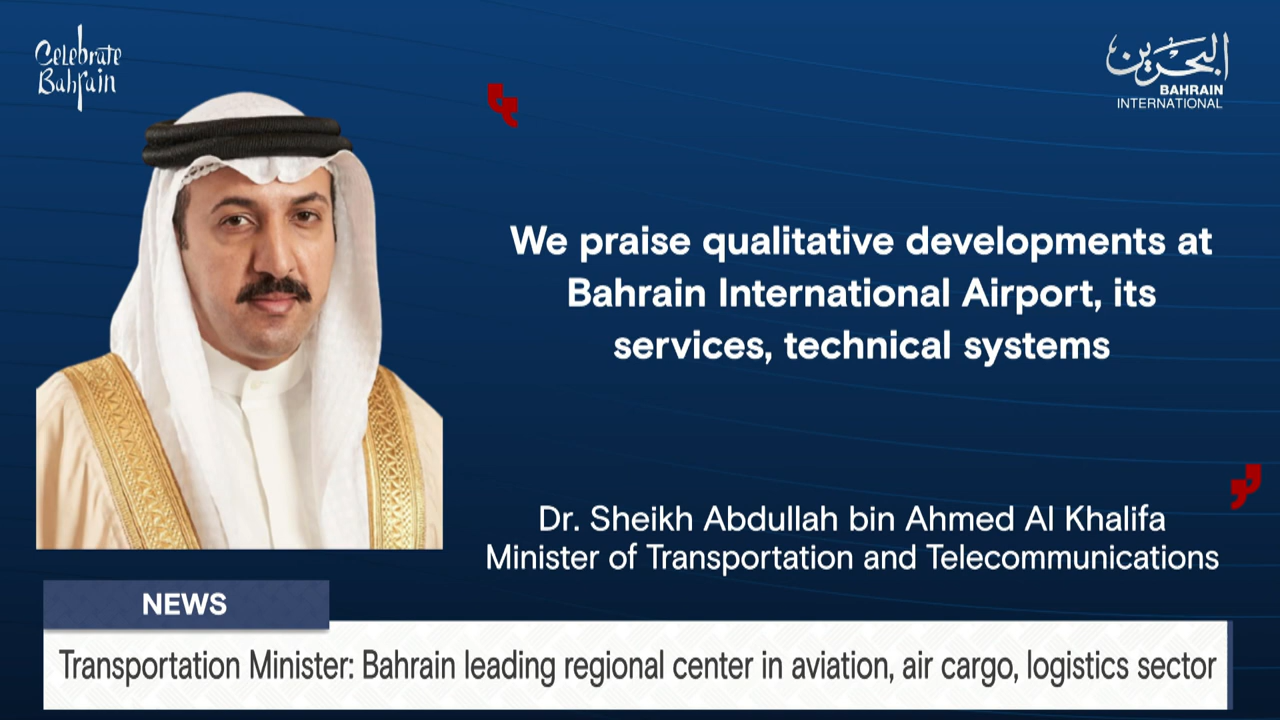 Celebrate
Bahrain
البحرين
BAHRAIN
INTERNATIONAL
We praise qualitative developments at
Bahrain International Airport, its
services, technical systems
Dr. Sheikh Abdullah bin Ahmed Al Khalifa
Minister of Transportation and Telecommunications
NEWS
Transportation Minister: Bahrain leading regional center in aviation, air cargo, logistics sector